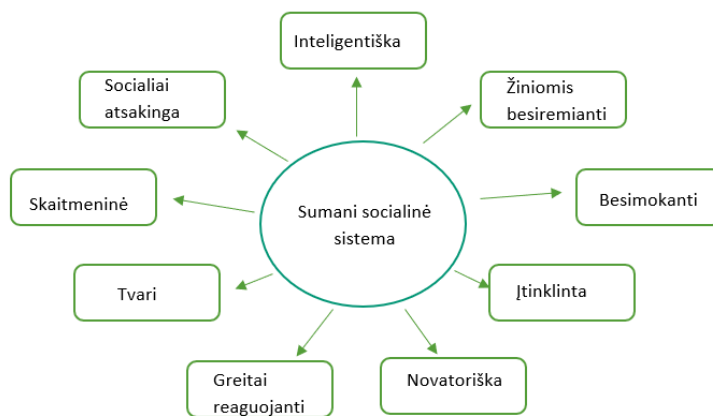 Inteligentiška
Žiniomis
besiremianti
Besimokanti
Įtinklinta
Novatoriška
Greitai
reaguojanti
Tvari
Skaitmeninė
Socialiai
atsakinga
Sumani socialinė
sistema